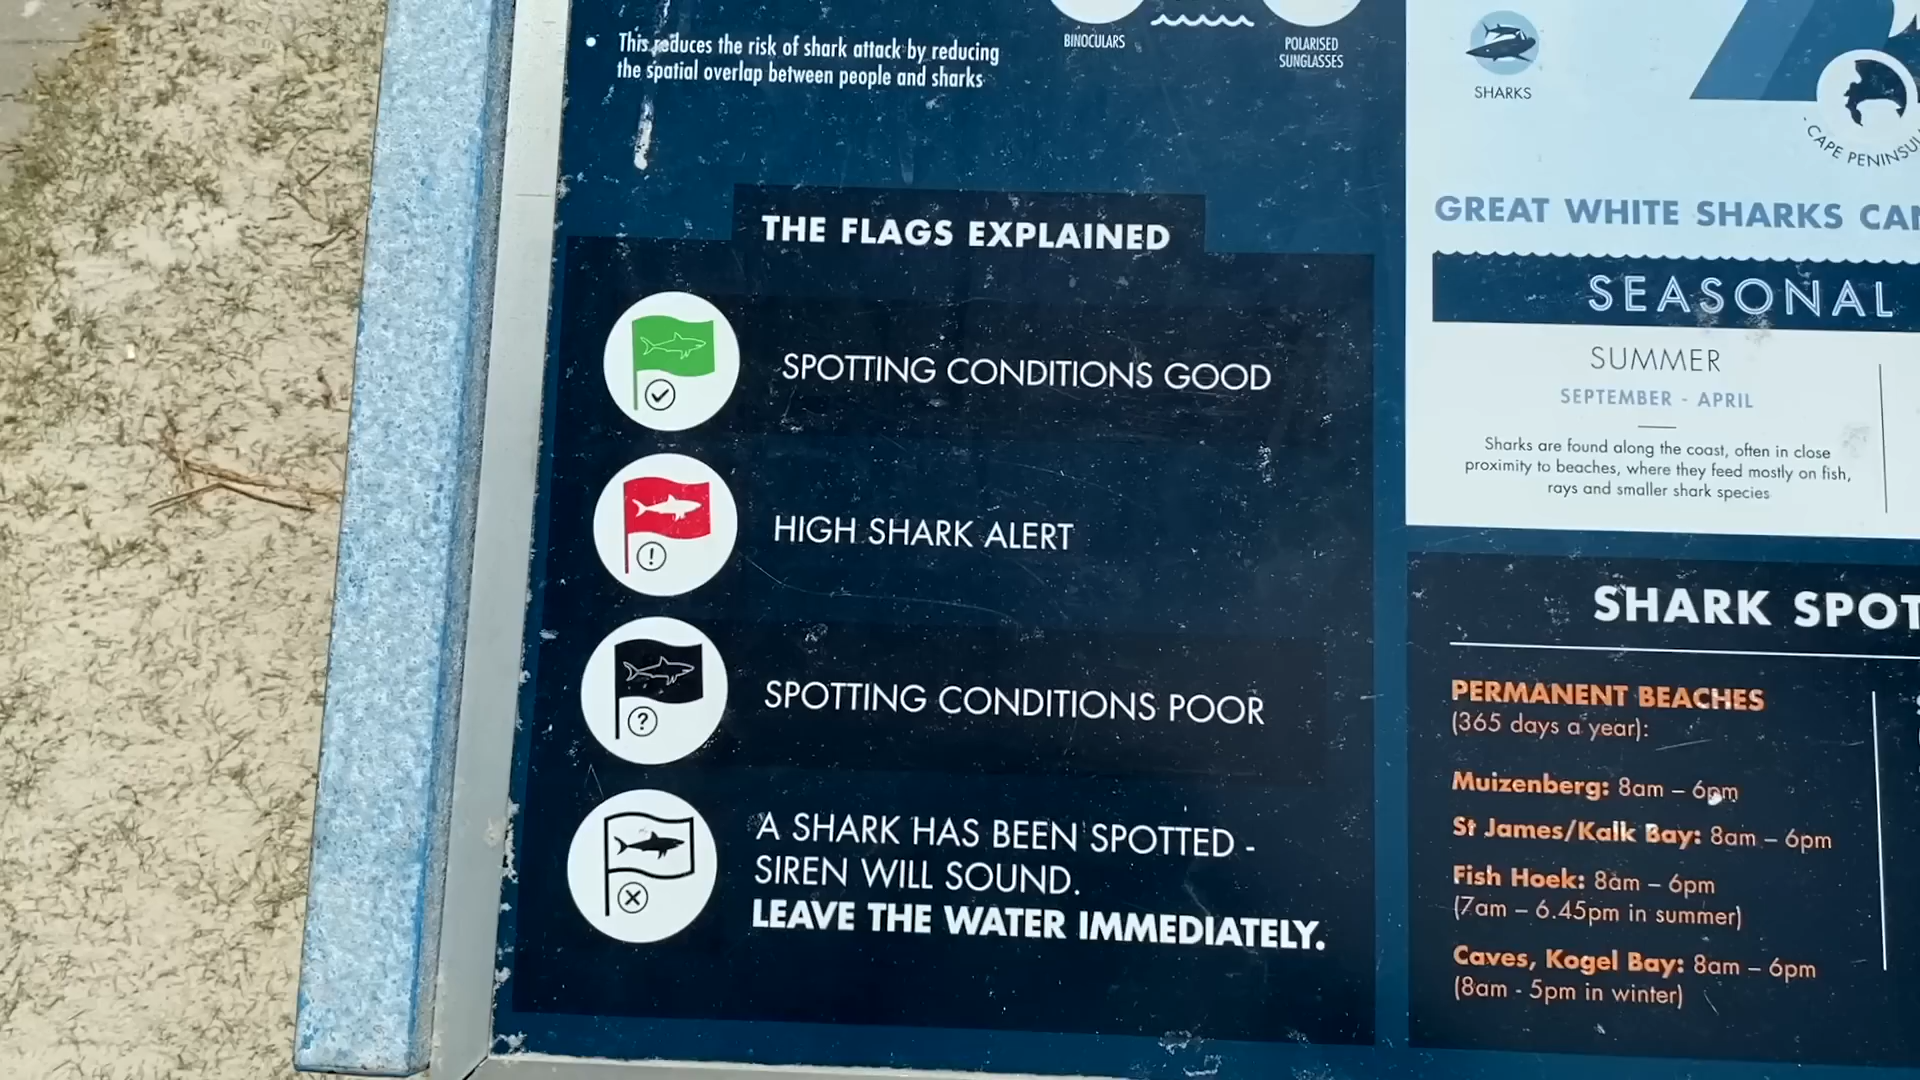 • This reduces the risk of shark attack by reducing
the spatial overlap between people and sharks
BINOCULARS
POLARISED
SUNGLASSES
THE FLAGS EXPLAINED
SPOTTING CONDITIONS GOOD
HIGH SHARK ALERT
SPOTTING CONDITIONS POOR
A SHARK HAS BEEN SPOTTED -
SIREN WILL SOUND.
LEAVE THE WATER IMMEDIATELY.
SHARKS
CAPE
GREAT WHITE SHARKS
SEASONAL
SUMMER
SEPTEMBER - APRIL
Sharks are found along the coast, often in close
proximity to beaches, where they feed mostly on fish,
rays and smaller shark species
SHARK
PERMANENT BEACHES
(365 days a year):
Muizenberg: 8am – 6pm
St James/Kalk Bay: 8am – 6pm
Fish Hoek: 8am – 6pm
(7am – 6.45pm in summer)
Caves, Kogel Bay: 8am – 6pm
(8am - 5pm in winter)